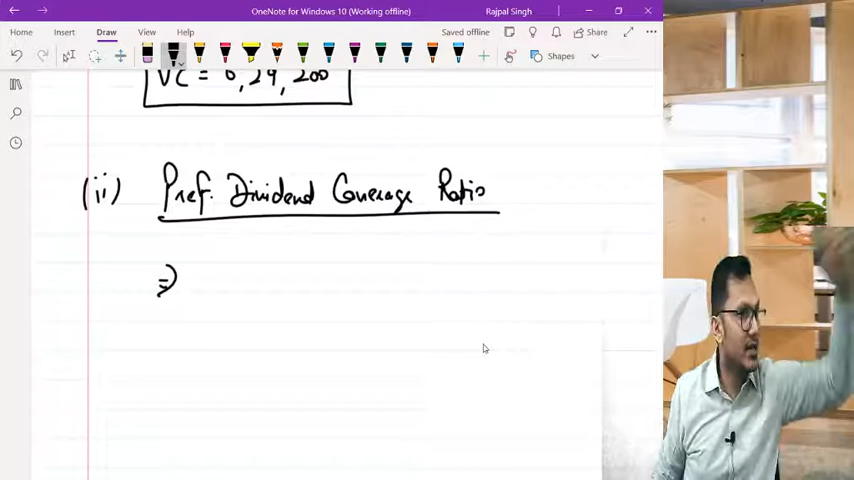 OneNote for Windows 10 (Working offline)
Rajpal Singh
Home Insert Draw View Help
Saved offline
Share
Shapes
VC = 6,24,200
(ii) Pref. Dividend Coverage Ratio
⇒